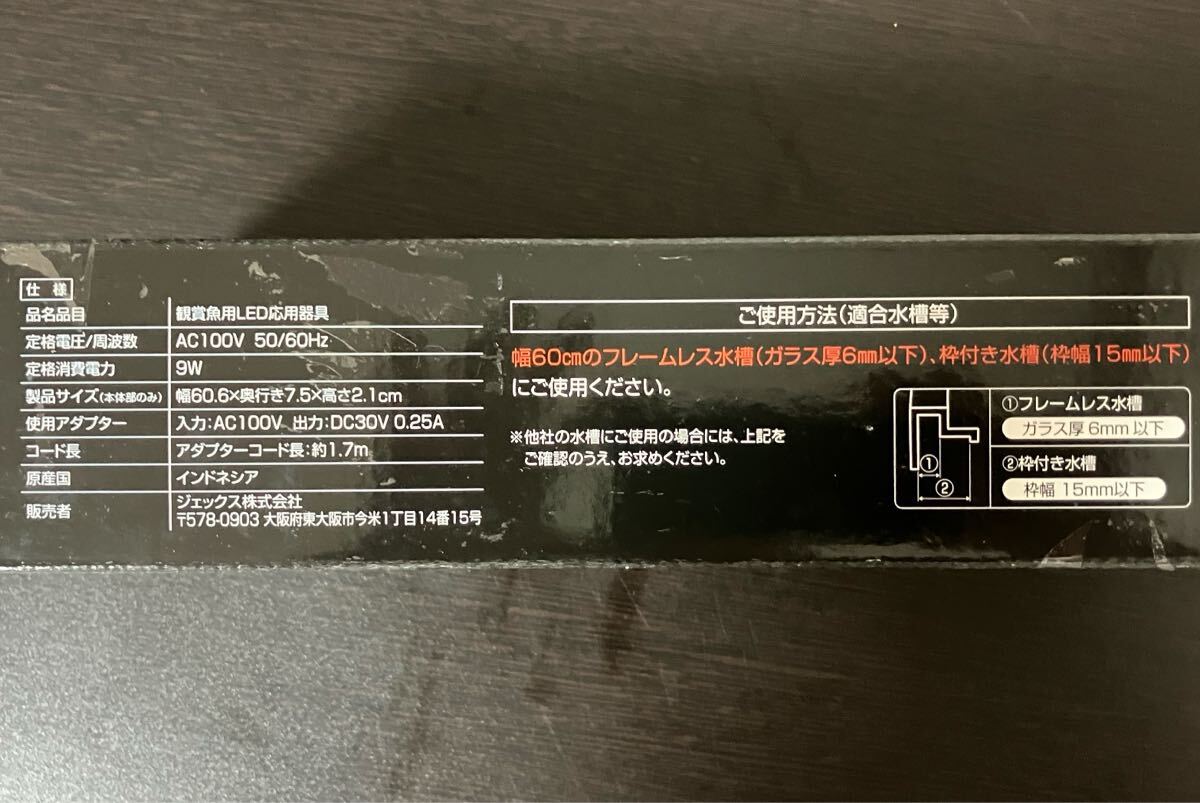 仕様
品名品目 観賞魚用LED応用器具
定格電圧/周波数 AC100V 50/60Hz
定格消費電力 9W
製品サイズ(本体部のみ) 幅60.6×奥行き7.5×高さ2.1cm
使用アダプター 入力:AC100V 出力:DC30V 0.25A
コード長 アダプターコード長:約1.7m
原産国 インドネシア
販売者 ジェックス株式会社
〒578-0903 大阪府東大阪市今米1丁目14番15号
ご使用方法(適合水槽等)
幅60cmのフレームレス水槽(ガラス厚6mm以下)、枠付き水槽(枠幅15mm以下)
にご使用ください。
※他社の水槽にご使用の場合には、上記を
ご確認のうえ、お求めください。
①
②
①フレームレス水槽
ガラス厚 6mm 以下
②枠付き水槽
枠幅 15mm以下